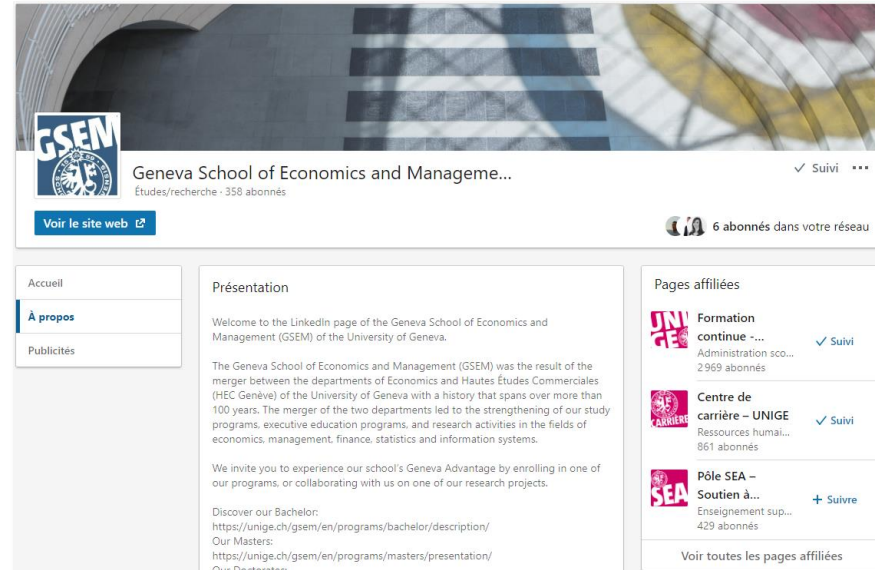 GSEM
Geneva School of Economics and Manageme...
Études/recherche · 358 abonnés
Suivi
Voir le site web
6 abonnés dans votre réseau
Accueil
À propos
Publicités
Présentation
Welcome to the LinkedIn page of the Geneva School of Economics and
Management (GSEM) of the University of Geneva.
The Geneva School of Economics and Management (GSEM) was the result of the
merger between the departments of Economics and Hautes Études Commerciales
(HEC Genève) of the University of Geneva with a history that spans over more than
100 years. The merger of the two departments led to the strengthening of our study
programs, executive education programs, and research activities in the fields of
economics, management, finance, statistics and information systems.
We invite you to experience our school's Geneva Advantage by enrolling in one of
our programs, or collaborating with us on one of our research projects.
Discover our Bachelor:
https://unige.ch/gsem/en/programs/bachelor/description/
Our Masters:
https://unige.ch/gsem/en/programs/masters/presentation/
Our Doctorates:
Pages affiliées
UNI
GE
Formation
continue -...
Administration sco...
2 969 abonnés
Suivi
CARRIÈRE
Centre de
carrière – UNIGE
Ressources humai...
861 abonnés
Suivi
SEA
Pôle SEA –
Soutien à...
Enseignement sup...
429 abonnés
+ Suivre
Voir toutes les pages affiliées